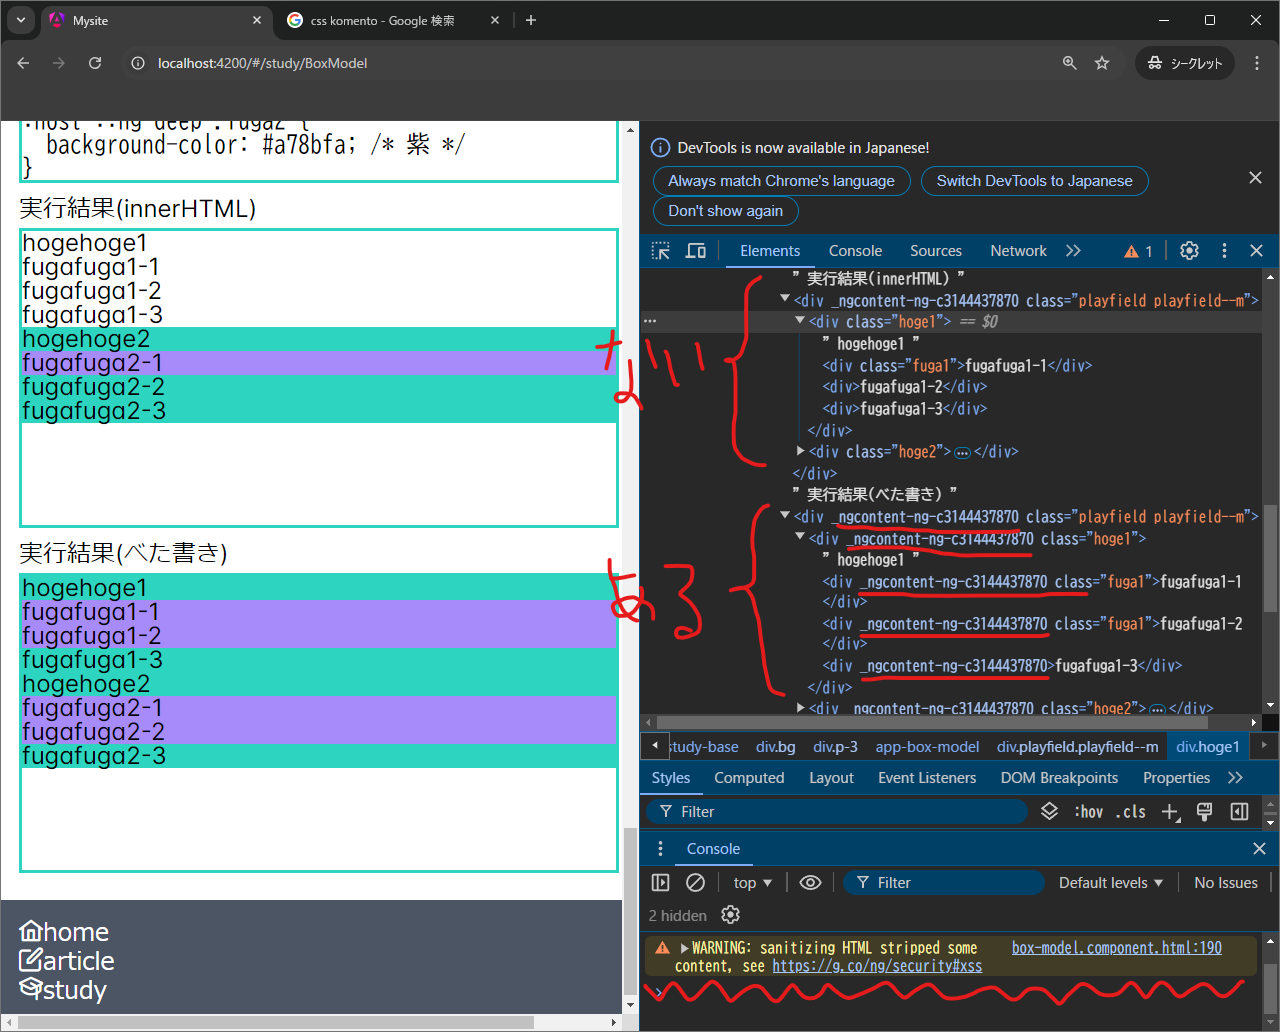 Mysite
css komento - Google 検索
localhost:4200/#/study/BoxModel
シークレット
:host ::ng-deep .fuga2 {
background-color: #a78bfa; /* 紫 */
}
実行結果(innerHTML)
hogehoge1
fugafuga1-1
fugafuga1-2
fugafuga1-3
hogehoge2
fugafuga2-1
fugafuga2-2
fugafuga2-3
実行結果(べた書き)
hogehoge1
fugafuga1-1
fugafuga1-2
fugafuga1-3
hogehoge2
fugafuga2-1
fugafuga2-2
fugafuga2-3
home
article
study
ない
ある
DevTools is now available in Japanese!
Always match Chrome's language
Switch DevTools to Japanese
Don't show again
Elements Console Sources Network 1
" 実行結果(innerHTML) "
<div _ngcontent-ng-c3144437870 class="playfield playfield--m">
<div class="hoge1"> == $0
" hogehoge1 "
<div class="fuga1">fugafuga1-1</div>
<div>fugafuga1-2</div>
<div>fugafuga1-3</div>
</div>
<div class="hoge2">…</div>
</div>
" 実行結果(べた書き) "
<div _ngcontent-ng-c3144437870 class="playfield playfield--m">
<div _ngcontent-ng-c3144437870 class="hoge1">
" hogehoge1 "
<div _ngcontent-ng-c3144437870 class="fuga1">fugafuga1-1
</div>
<div _ngcontent-ng-c3144437870 class="fuga1">fugafuga1-2
</div>
<div _ngcontent-ng-c3144437870>fugafuga1-3</div>
</div>
<div _ngcontent-ng-c3144437870 class="hoge2">…</div>
study-base div.bg div.p-3 app-box-model div.playfield.playfield--m div.hoge1
Styles Computed Layout Event Listeners DOM Breakpoints Properties
Filter :hov .cls
Console
top Filter Default levels No Issues
2 hidden
WARNING: sanitizing HTML stripped some box-model.component.html:190
content, see https://g.co/ng/security#xss